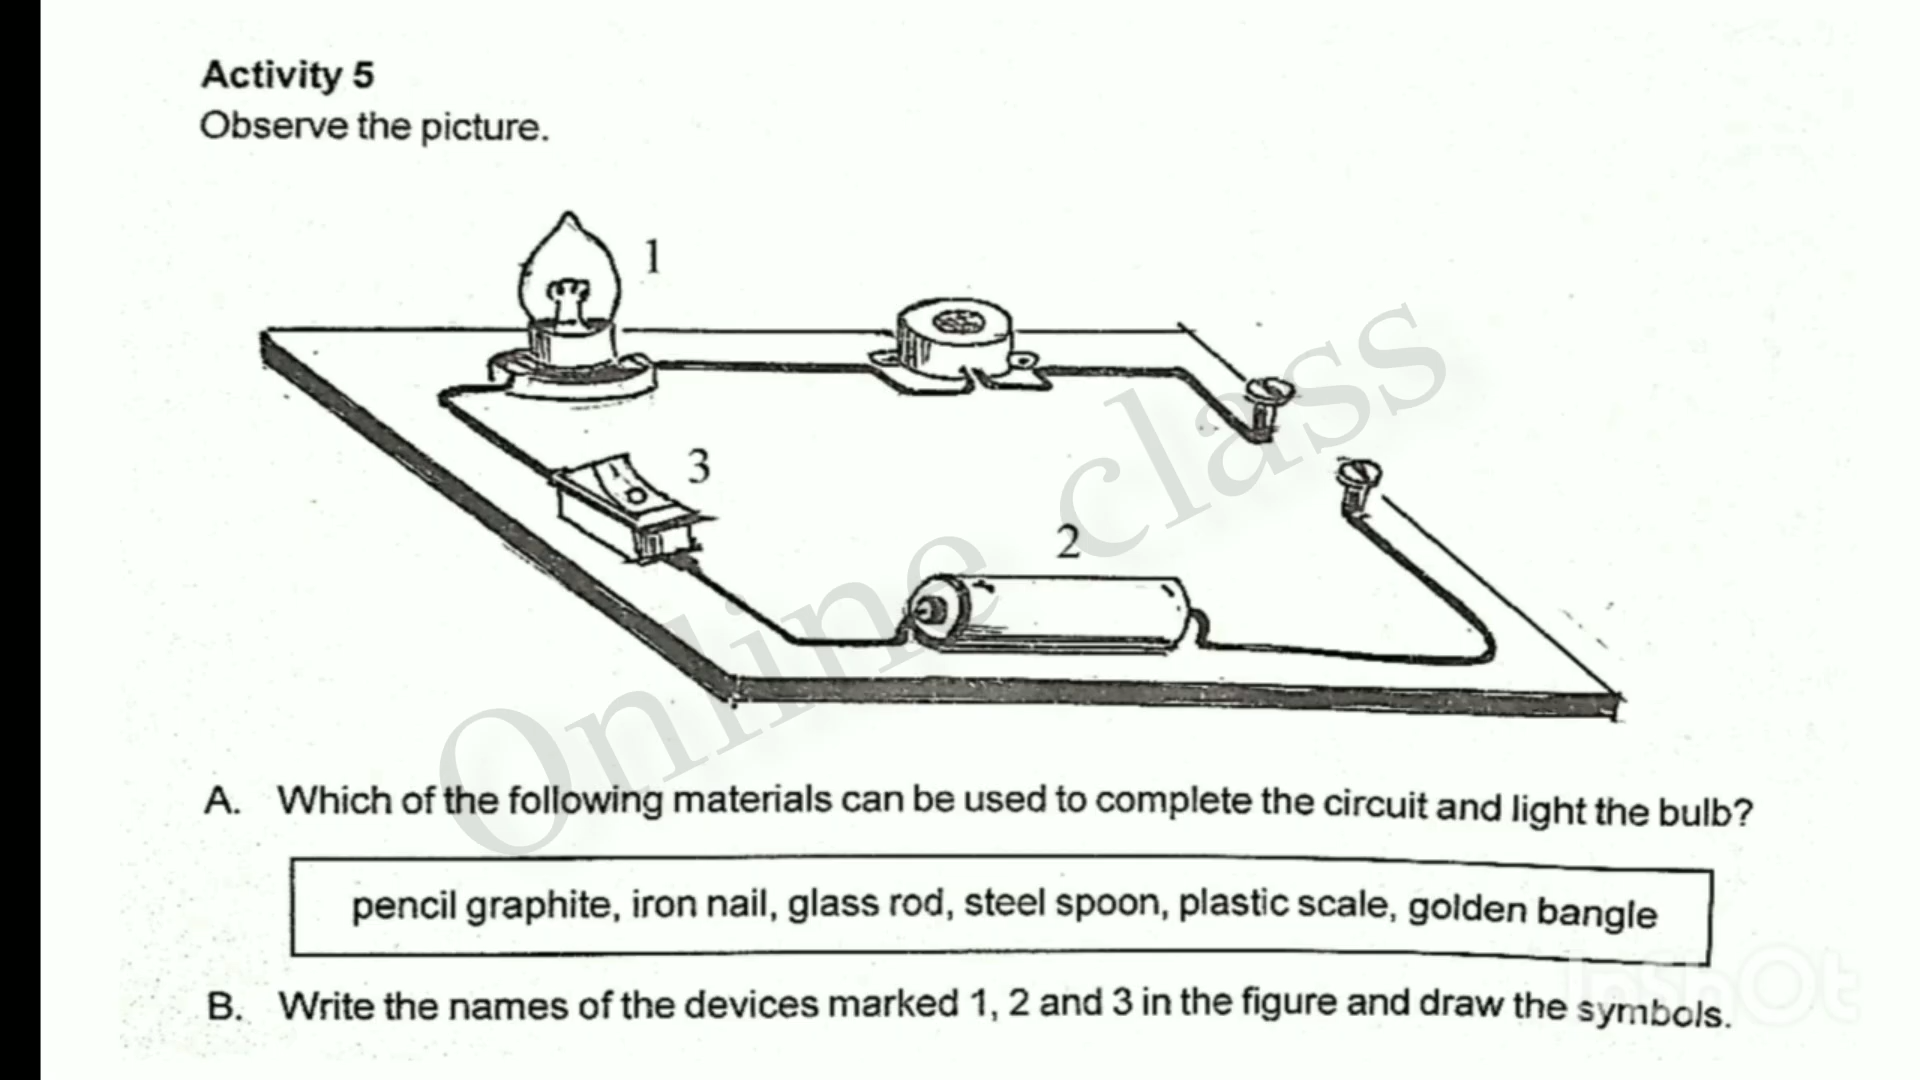 Activity 5
Observe the picture.
1
3
2
Online class
A. Which of the following materials can be used to complete the circuit and light the bulb?
pencil graphite, iron nail, glass rod, steel spoon, plastic scale, golden bangle
InShOt
B. Write the names of the devices marked 1, 2 and 3 in the figure and draw the symbols.